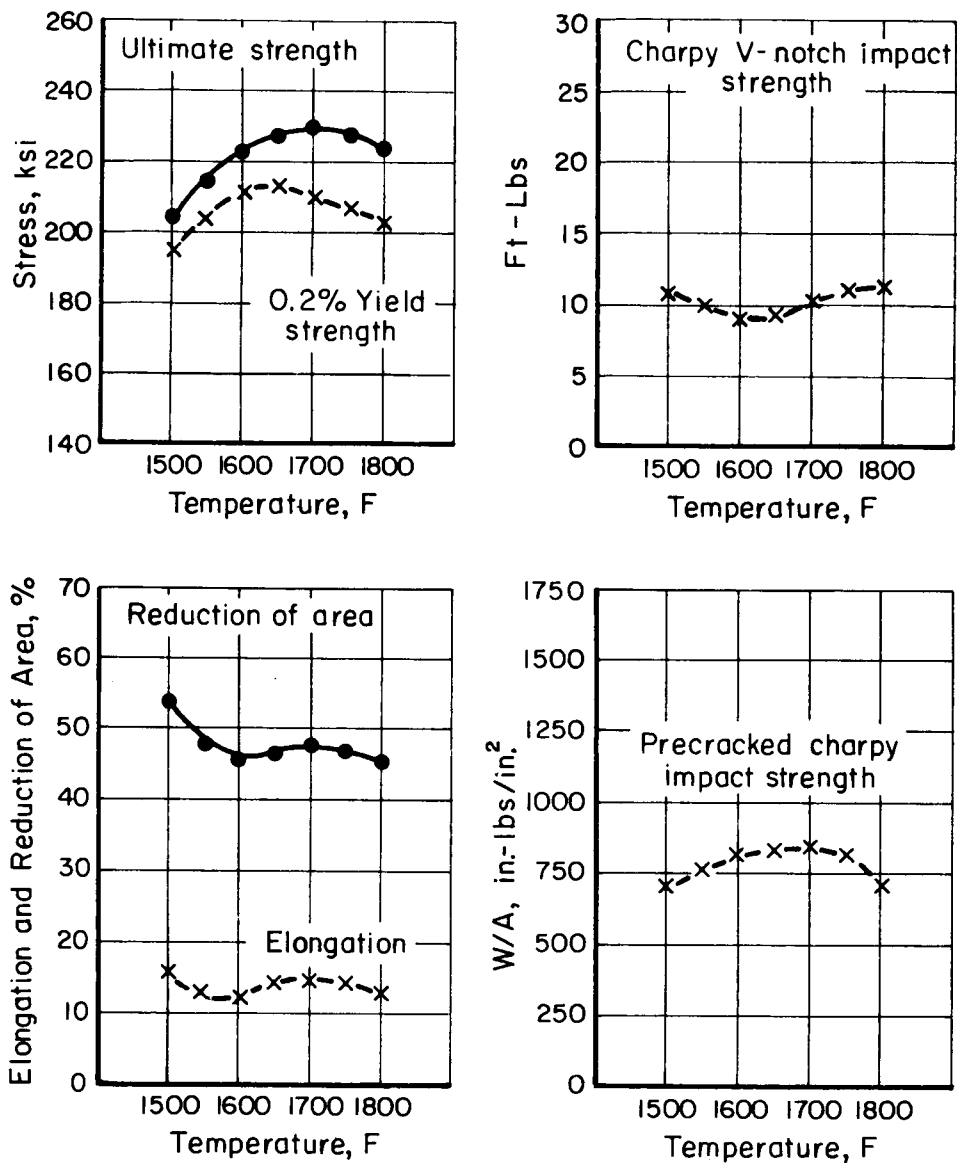 Stress, ksi
260
240
220
200
180
160
140
Ultimate strength
0.2% Yield
strength
1500 1600 1700 1800
Temperature, F
Ft-Lbs
30
25
20
15
10
5
0
Charpy V-notch impact
strength
1500 1600 1700 1800
Temperature, F
Elongation and Reduction of Area, %
70
60
50
40
30
20
10
0
Reduction of area
Elongation
1500 1600 1700 1800
Temperature, F
W/A, in.-lbs/in.²
1750
1500
1250
1000
750
500
250
0
Precracked charpy
impact strength
1500 1600 1700 1800
Temperature, F